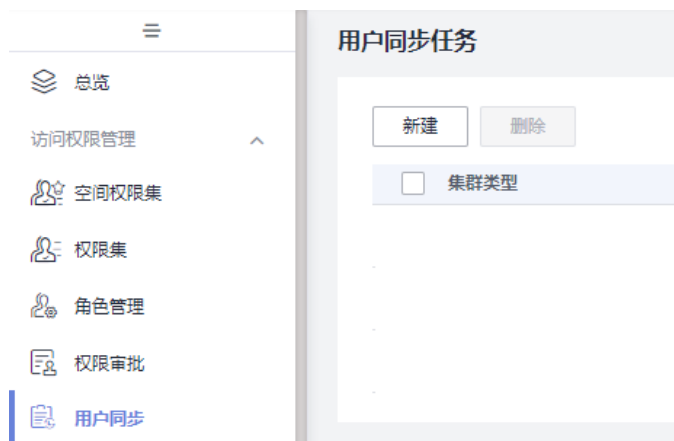 总览
访问权限管理
空间权限集
权限集
角色管理
权限审批
用户同步
用户同步任务
新建
删除
集群类型